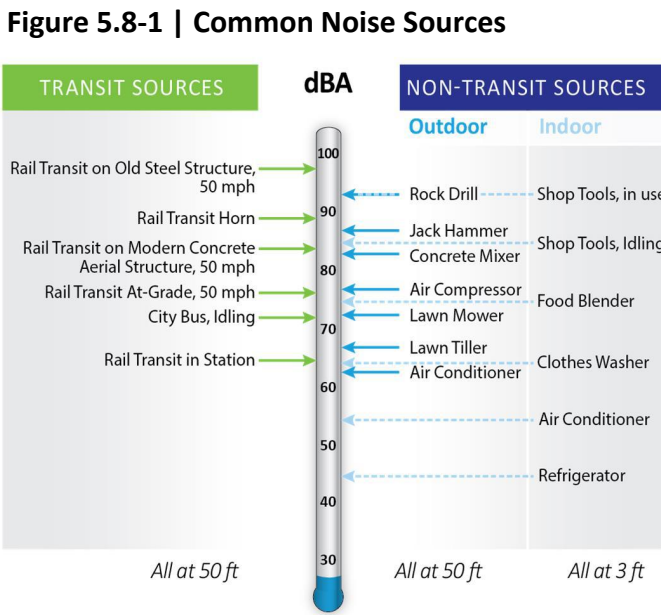 Figure 5.8-1 | Common Noise Sources
TRANSIT SOURCES
dBA
NON-TRANSIT SOURCES
Outdoor
Indoor
100
90
80
70
60
50
40
30
Rail Transit on Old Steel Structure,
50 mph
Rail Transit Horn
Rail Transit on Modern Concrete
Aerial Structure, 50 mph
Rail Transit At-Grade, 50 mph
City Bus, Idling
Rail Transit in Station
All at 50 ft
Rock Drill
Jack Hammer
Concrete Mixer
Air Compressor
Lawn Mower
Lawn Tiller
Air Conditioner
All at 50 ft
Shop Tools, in use
Shop Tools, Idling
Food Blender
Clothes Washer
Air Conditioner
Refrigerator
All at 3 ft